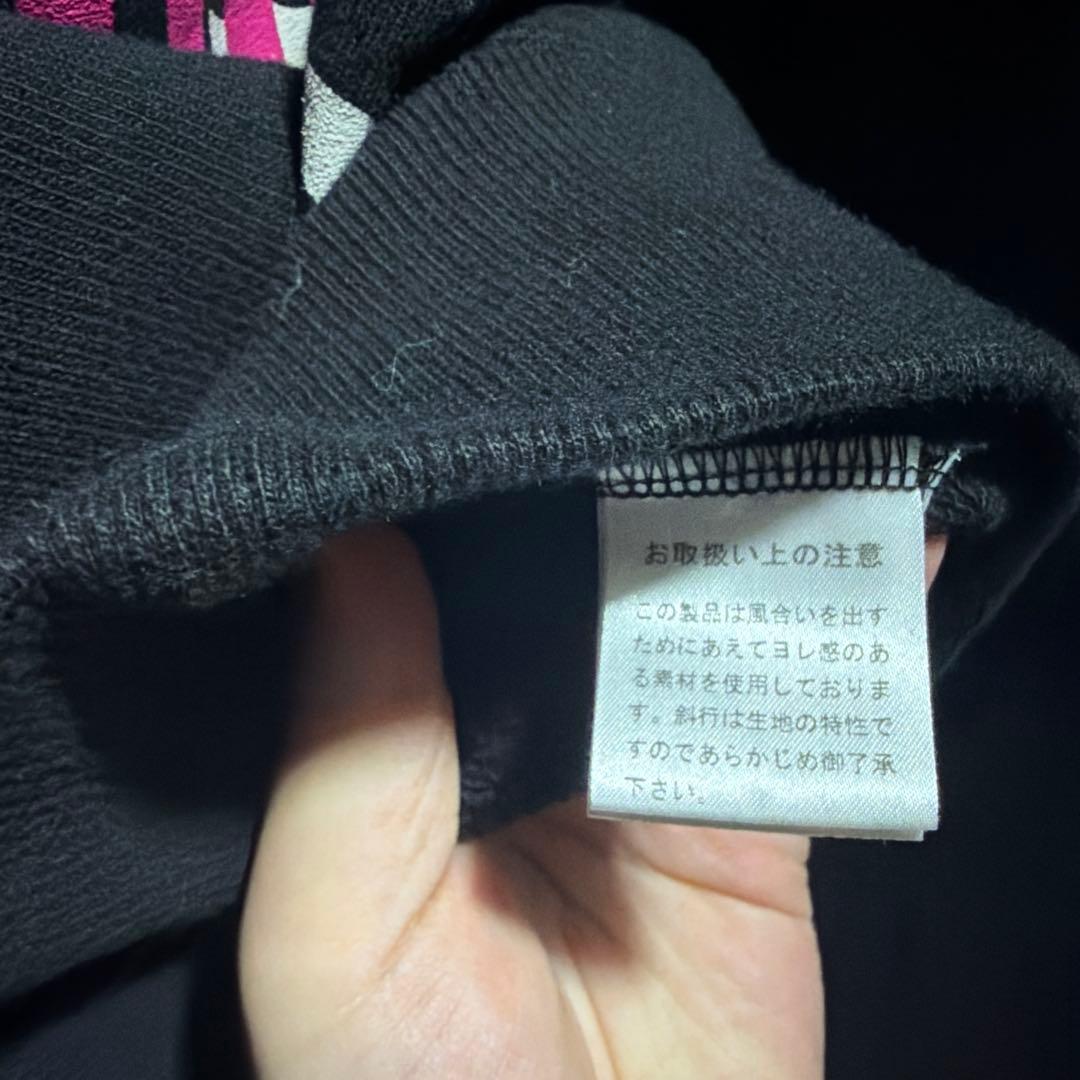 お取扱い上の注意
この製品は風合いを出す
ためにあえてヨレ感のあ
る素材を使用しておりま
す。斜行は生地の特性で
すのであらかじめ御了承
下さい。